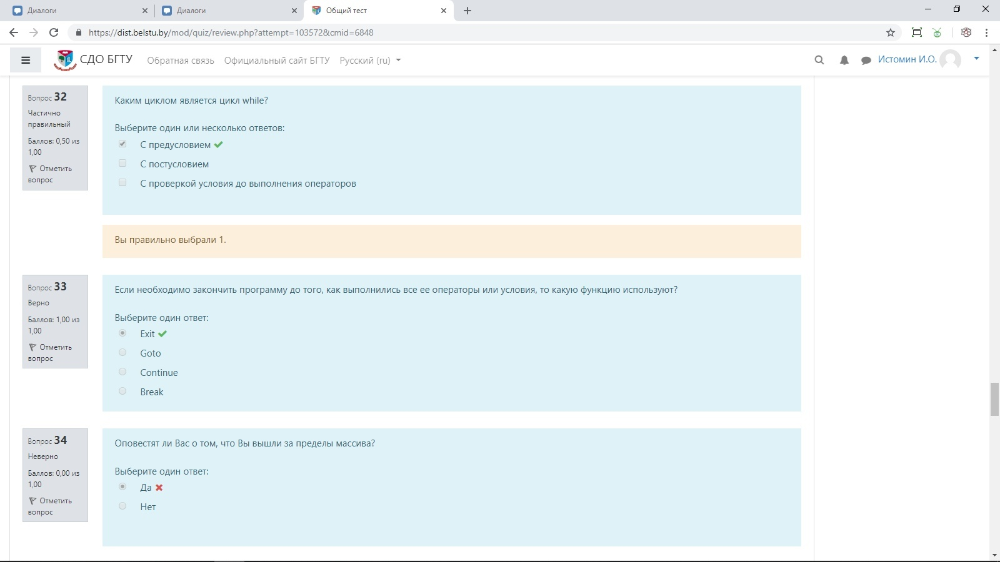 Диалоги
Диалоги
Общий тест
https://dist.belstu.by/mod/quiz/review.php?attempt=103572&cmid=6848
СДО БГТУ
Обратная связь
Официальный сайт БГТУ
Русский (ru)
Истомин И.О.
Вопрос 32
Частично
правильный
Баллов: 0,50 из
1,00
Отметить
вопрос
Каким циклом является цикл while?
Выберите один или несколько ответов:
С предусловием
С постусловием
С проверкой условия до выполнения операторов
Вы правильно выбрали 1.
Вопрос 33
Верно
Баллов: 1,00 из
1,00
Отметить
вопрос
Если необходимо закончить программу до того, как выполнились все ее операторы или условия, то какую функцию используют?
Выберите один ответ:
Exit
Goto
Continue
Break
Вопрос 34
Неверно
Баллов: 0,00 из
1,00
Отметить
вопрос
Оповестят ли Вас о том, что Вы вышли за пределы массива?
Выберите один ответ:
Да
Нет